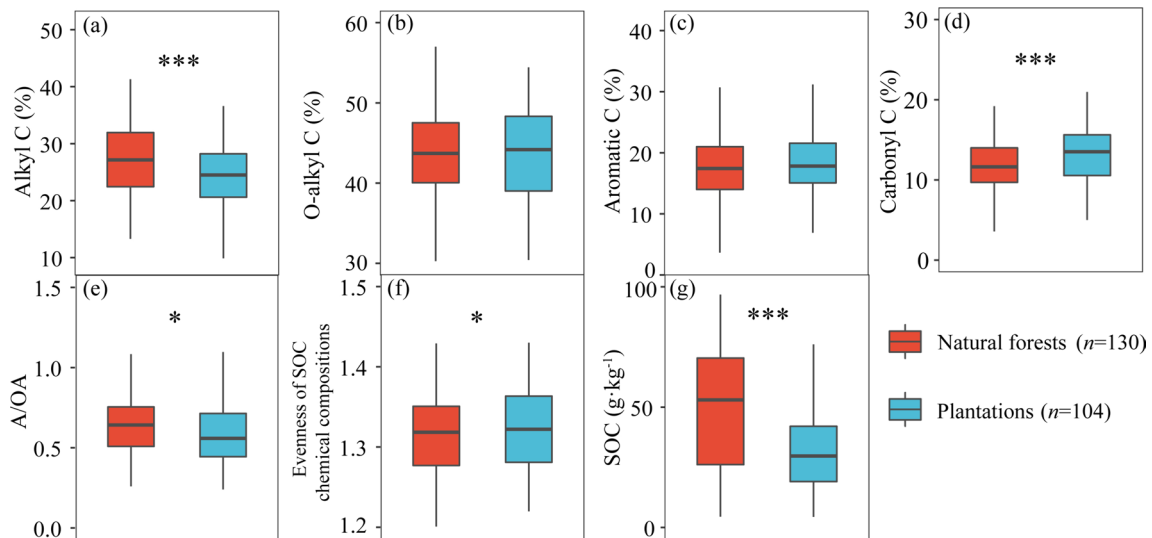 (a)
Alkyl C (%)
50
40
30
20
10
***
(b)
O-alkyl C (%)
60
50
40
30
(c)
Aromatic C (%)
40
30
20
10
0
(d)
Carbonyl C (%)
30
20
10
0
***
(e)
A/OA
1.5
1.0
0.5
0.0
*
(f)
Evenness of SOC
chemical compositions
1.5
1.4
1.3
1.2
*
(g)
SOC (g·kg⁻¹)
100
50
0
***
Natural forests (n=130)
Plantations (n=104)